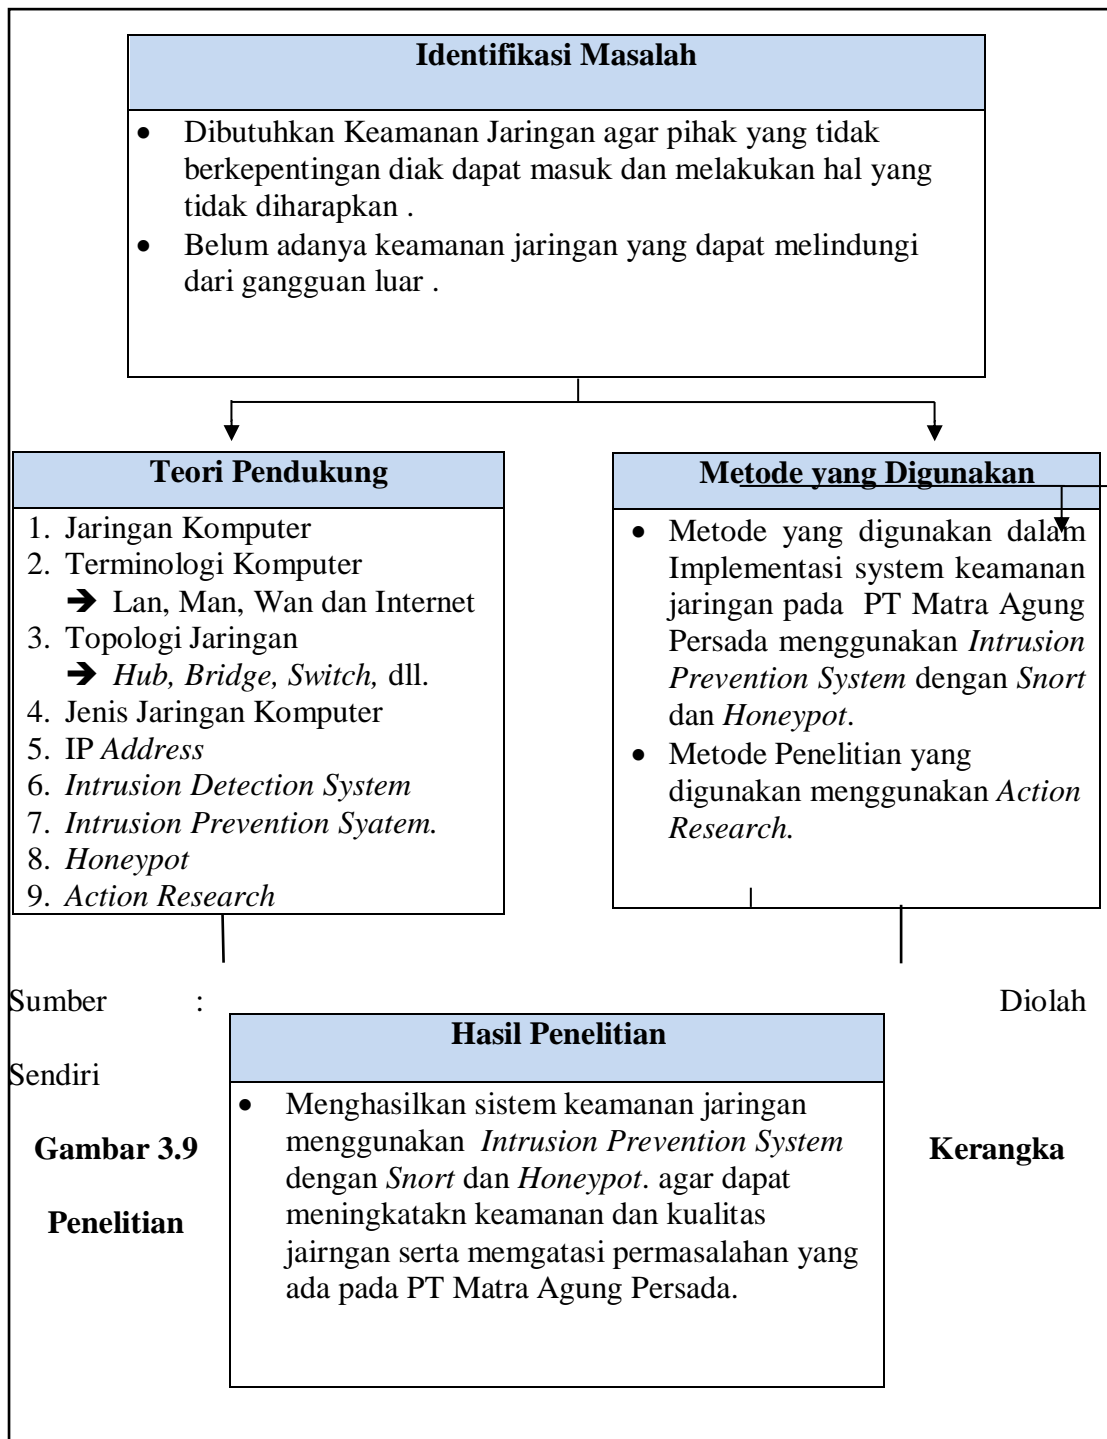 Identifikasi Masalah
• Dibutuhkan Keamanan Jaringan agar pihak yang tidak
berkepentingan diak dapat masuk dan melakukan hal yang
tidak diharapkan .
• Belum adanya keamanan jaringan yang dapat melindungi
dari gangguan luar .
Teori Pendukung
1. Jaringan Komputer
2. Terminologi Komputer
➔ Lan, Man, Wan dan Internet
3. Topologi Jaringan
➔ Hub, Bridge, Switch, dll.
4. Jenis Jaringan Komputer
5. IP Address
6. Intrusion Detection System
7. Intrusion Prevention Syatem.
8. Honeypot
9. Action Research
Metode yang Digunakan
• Metode yang digunakan dalam
Implementasi system keamanan
jaringan pada PT Matra Agung
Persada menggunakan Intrusion
Prevention System dengan Snort
dan Honeypot.
• Metode Penelitian yang
digunakan menggunakan Action
Research.
Sumber : Diolah
Sendiri
Gambar 3.9 Kerangka
Penelitian
Hasil Penelitian
• Menghasilkan sistem keamanan jaringan
menggunakan Intrusion Prevention System
dengan Snort dan Honeypot. agar dapat
meningkatakn keamanan dan kualitas
jairngan serta memgatasi permasalahan yang
ada pada PT Matra Agung Persada.